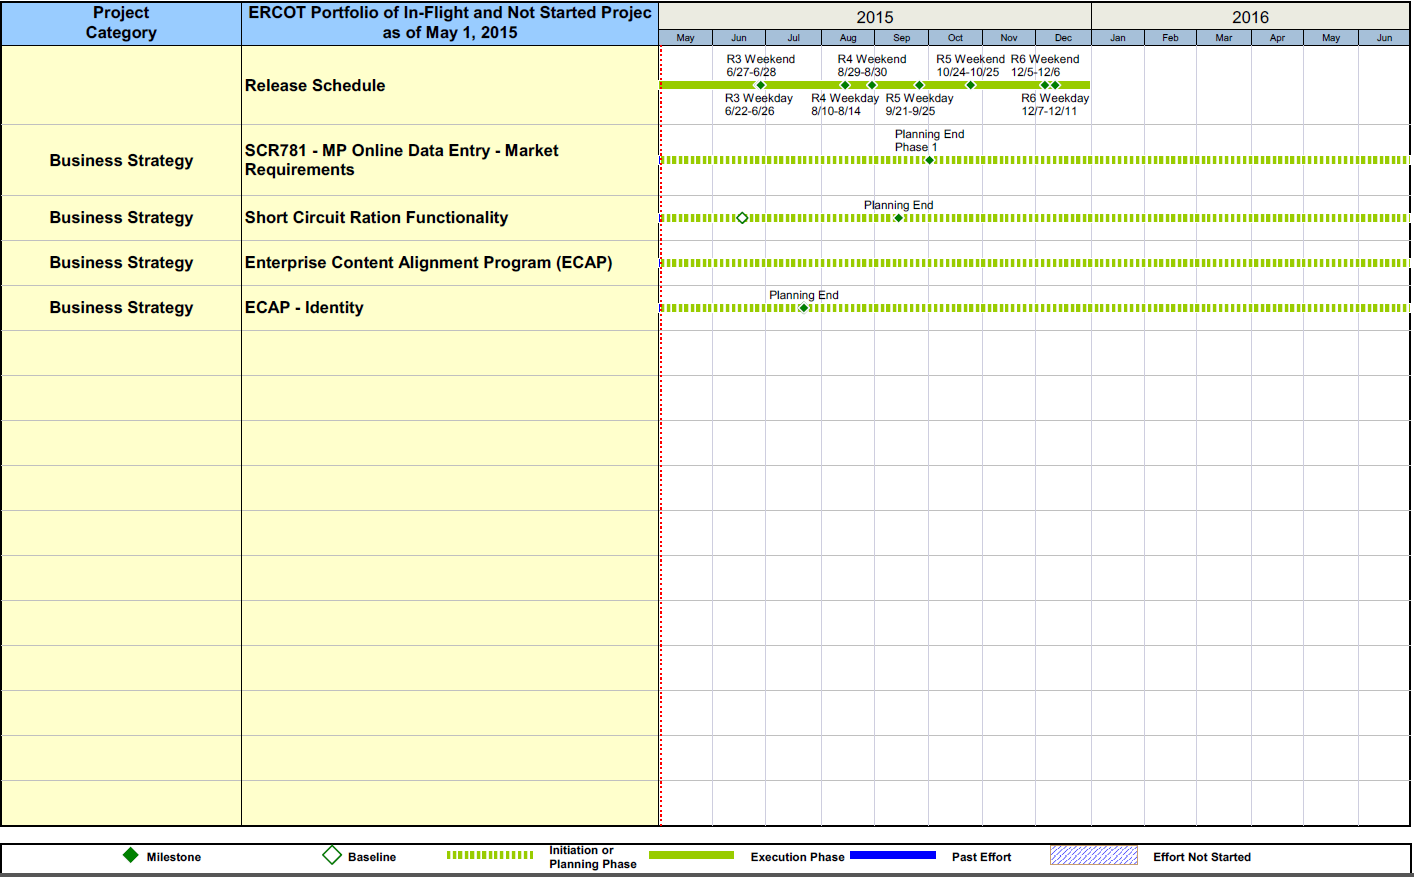 Project
Category
ERCOT Portfolio of In-Flight and Not Started Projec
as of May 1, 2015
2015
2016
May Jun Jul Aug Sep Oct Nov Dec Jan Feb Mar Apr May Jun
Release Schedule
R3 Weekend R4 Weekend R5 Weekend R6 Weekend
6/27-6/28 8/29-8/30 10/24-10/25 12/5-12/6
R3 Weekday R4 Weekday R5 Weekday R6 Weekday
6/22-6/26 8/10-8/14 9/21-9/25 12/7-12/11
Business Strategy
SCR781 - MP Online Data Entry - Market
Requirements
Planning End
Phase 1
Business Strategy
Short Circuit Ration Functionality
Planning End
Business Strategy
Enterprise Content Alignment Program (ECAP)
Business Strategy
ECAP - Identity
Planning End
Milestone
Baseline
Initiation or
Planning Phase
Execution Phase
Past Effort
Effort Not Started